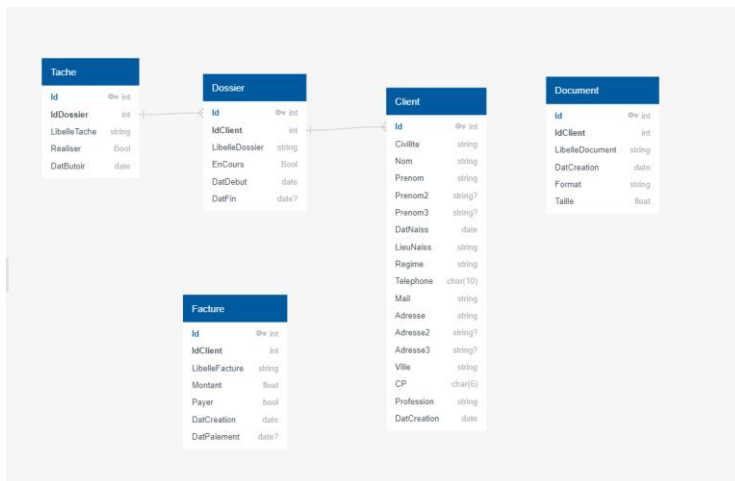 Tache
Id int
IdDossier int
LibelleTache string
Realiser Bool
DatButoir date
Dossier
Id int
IdClient int
LibelleDossier string
EnCours Bool
DatDebut date
DatFin date?
Client
Id int
Civilite string
Nom string
Prenom string
Prenom2 string?
Prenom3 string?
DatNaiss date
LieuNaiss string
Regime string
Telephone char(10)
Mail string
Adresse string
Adresse2 string?
Adresse3 string?
Ville string
CP char(6)
Profession string
DatCreation date
Document
Id int
IdClient int
LibelleDocument string
DatCreation date
Format string
Taille float
Facture
Id int
IdClient int
LibelleFacture string
Montant float
Payer bool
DatCreation date
DatPaiement date?